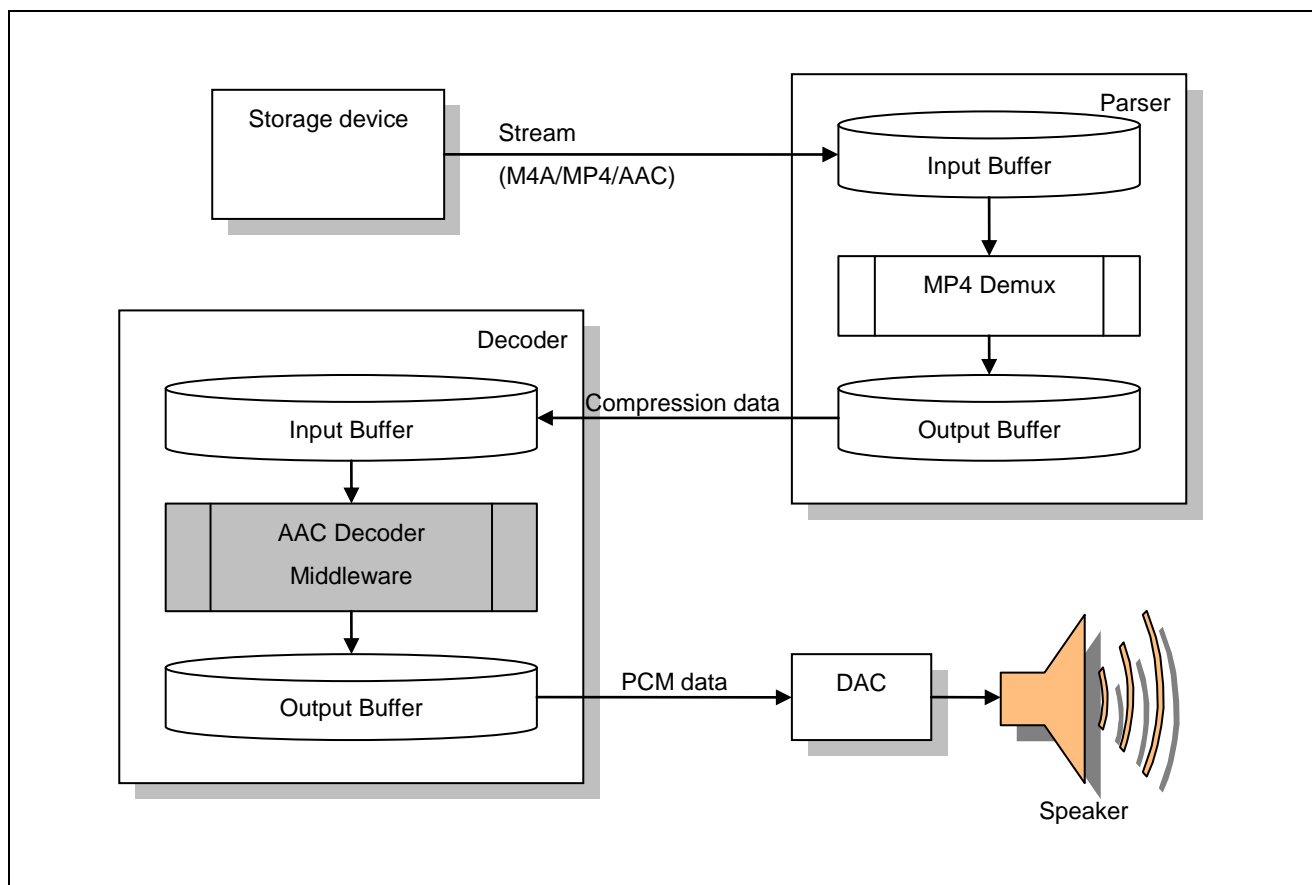 Storage device
Stream
(M4A/MP4/AAC)
Parser
Input Buffer
MP4 Demux
Output Buffer
Compression data
Decoder
Input Buffer
AAC Decoder
Middleware
Output Buffer
PCM data
DAC
Speaker